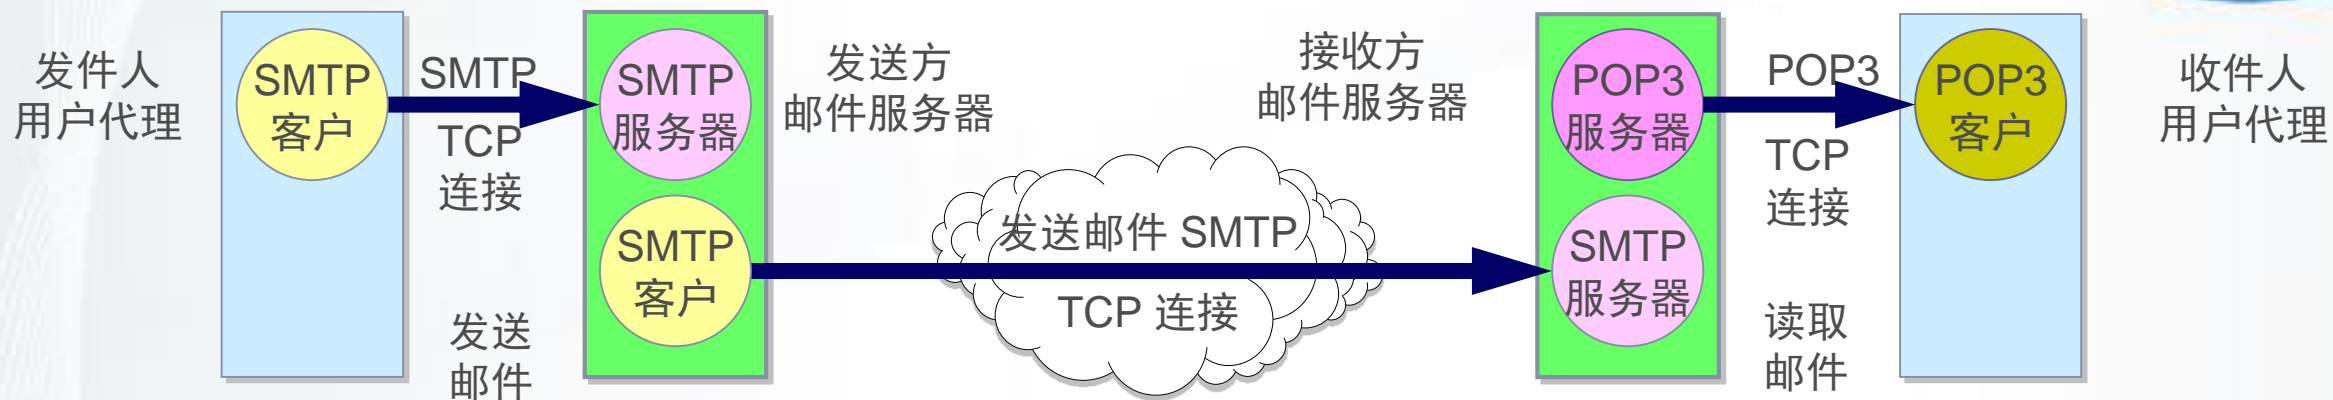 发件人
用户代理
SMTP
客户
SMTP
TCP
连接
发送
邮件
SMTP
服务器
SMTP
客户
发送方
邮件服务器
发送邮件 SMTP
TCP 连接
接收方
邮件服务器
POP3
服务器
SMTP
服务器
POP3
TCP
连接
读取
邮件
POP3
客户
收件人
用户代理